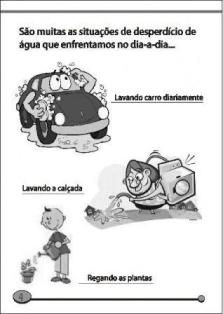 São muitas as situações de desperdício de
água que enfrentamos no dia-a-dia...
Lavando carro diariamente
Lavando a calçada
Regando as plantas
4